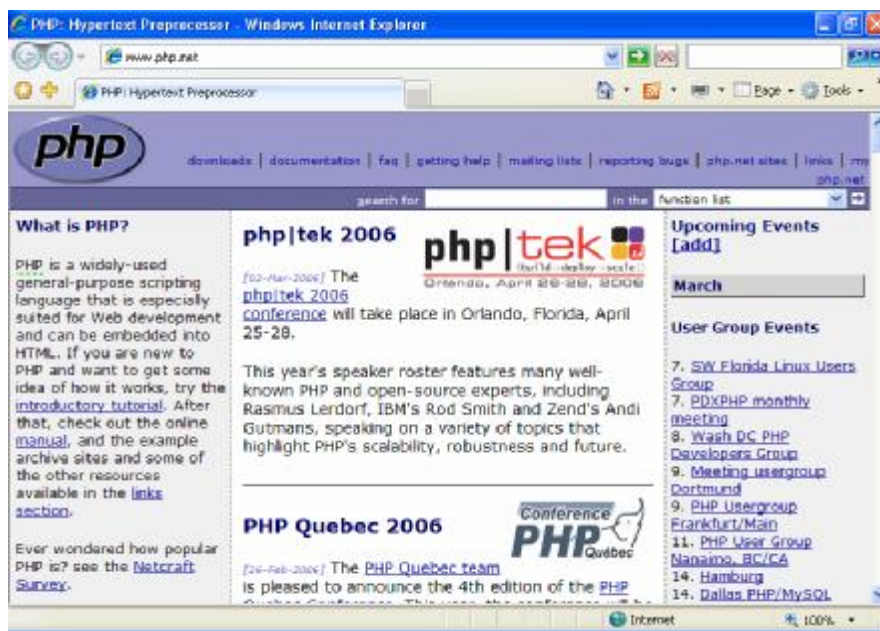 PHP: Hypertext Preprocessor - Windows Internet Explorer
www.php.net
PHP: Hypertext Preprocessor
Page
Tools
php
downloads | documentation | faq | getting help | mailing lists | reporting bugs | php.net sites | links | my
php.net
search for
in the
function list
What is PHP?
PHP is a widely-used
general-purpose scripting
language that is especially
suited for Web development
and can be embedded into
HTML. If you are new to
PHP and want to get some
idea of how it works, try the
introductory tutorial. After
that, check out the online
manual, and the example
archive sites and some of
the other resources
available in the links
section.
Ever wondered how popular
PHP is? see the Netcraft
Survey.
php|tek 2006
php|tek
:build :deploy :scale::
Orlando, April 26-28, 2006
[02-Mar-2006] The
php|tek 2006
conference will take place in Orlando, Florida, April
25-28.
This year's speaker roster features many well-
known PHP and open-source experts, including
Rasmus Lerdorf, IBM's Rod Smith and Zend's Andi
Gutmans, speaking on a variety of topics that
highlight PHP's scalability, robustness and future.
PHP Quebec 2006
Conference
PHP
Québec
[26-Feb-2006] The PHP Quebec team
is pleased to announce the 4th edition of the PHP
Upcoming Events
[add]
March
User Group Events
7. SW Florida Linux Users
Group
7. PDXPHP monthly
meeting
8. Wash DC PHP
Developers Group
9. Meeting usergroup
Dortmund
9. PHP Usergroup
Frankfurt/Main
11. PHP User Group
Nanaimo, BC/CA
14. Hamburg
14. Dallas PHP/MySQL
Internet
100%